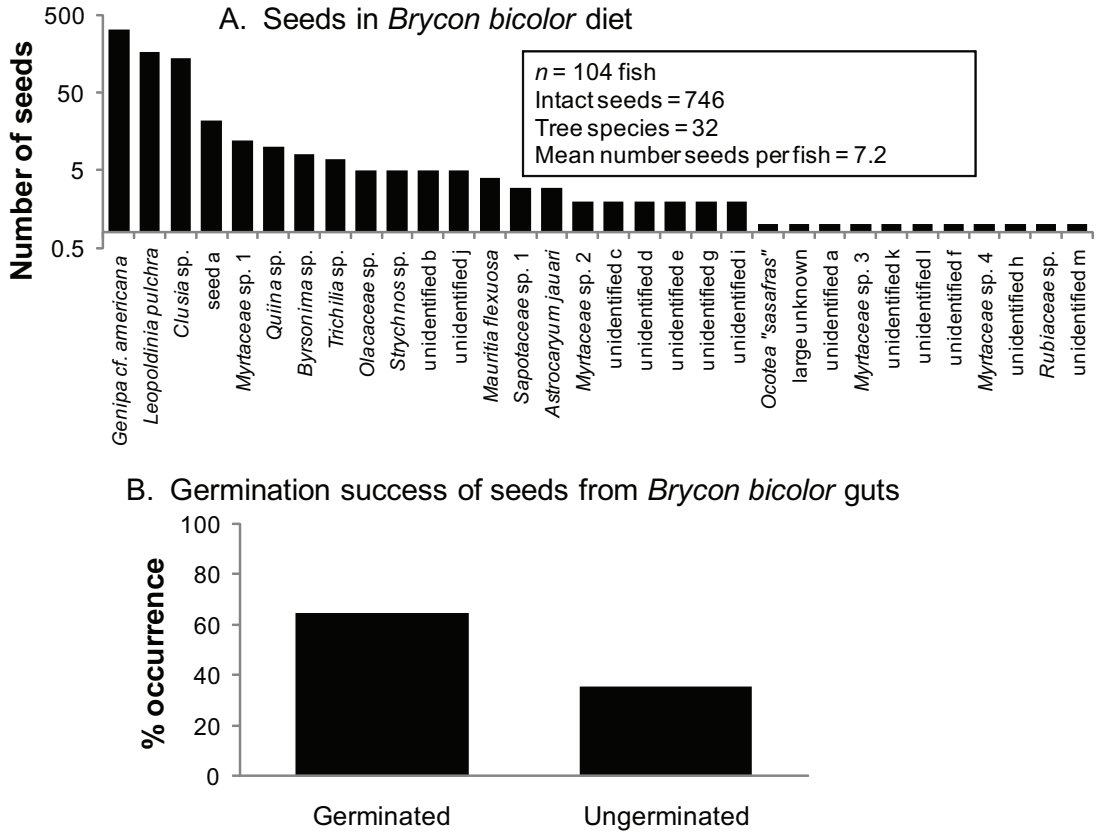 A. Seeds in Brycon bicolor diet
Number of seeds
500
50
5
0.5
n = 104 fish
Intact seeds = 746
Tree species = 32
Mean number seeds per fish = 7.2
Genipa cf. americana
Leopoldinia pulchra
Clusia sp.
seed a
Myrtaceae sp. 1
Quiina sp.
Byrsonima sp.
Trichilia sp.
Olacaceae sp.
Strychnos sp.
unidentified b
unidentified j
Mauritia flexuosa
Sapotaceae sp. 1
Astrocaryum jauari
Myrtaceae sp. 2
unidentified c
unidentified d
unidentified e
unidentified g
unidentified i
Ocotea "sasafras"
large unknown
unidentified a
Myrtaceae sp. 3
unidentified k
unidentified l
unidentified f
Myrtaceae sp. 4
unidentified h
Rubiaceae sp.
unidentified m
B. Germination success of seeds from Brycon bicolor guts
% occurrence
100
80
60
40
20
0
Germinated
Ungerminated